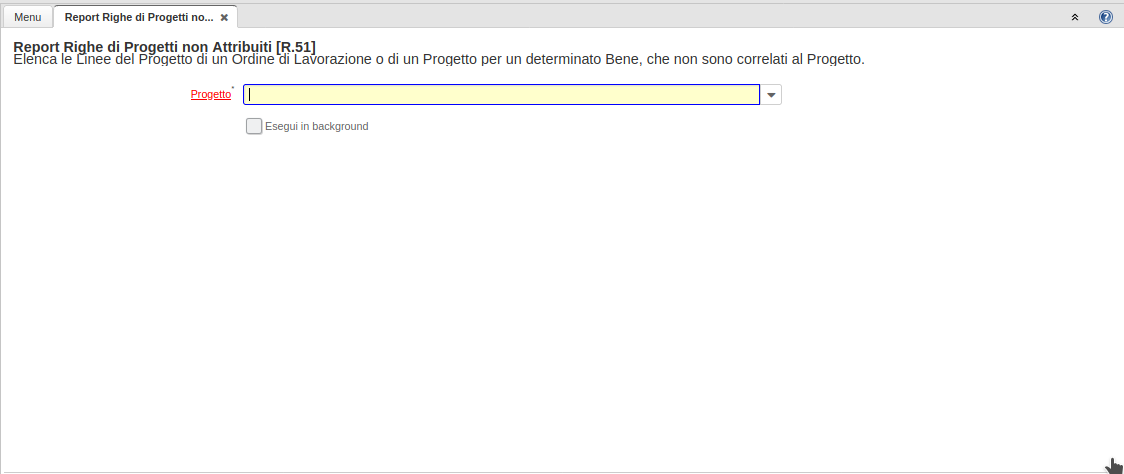 Menu
Report Righe di Progetti no...
Report Righe di Progetti non Attribuiti [R.51]
Elenca le Linee del Progetto di un Ordine di Lavorazione o di un Progetto per un determinato Bene, che non sono correlati al Progetto.
Progetto*
Esegui in background